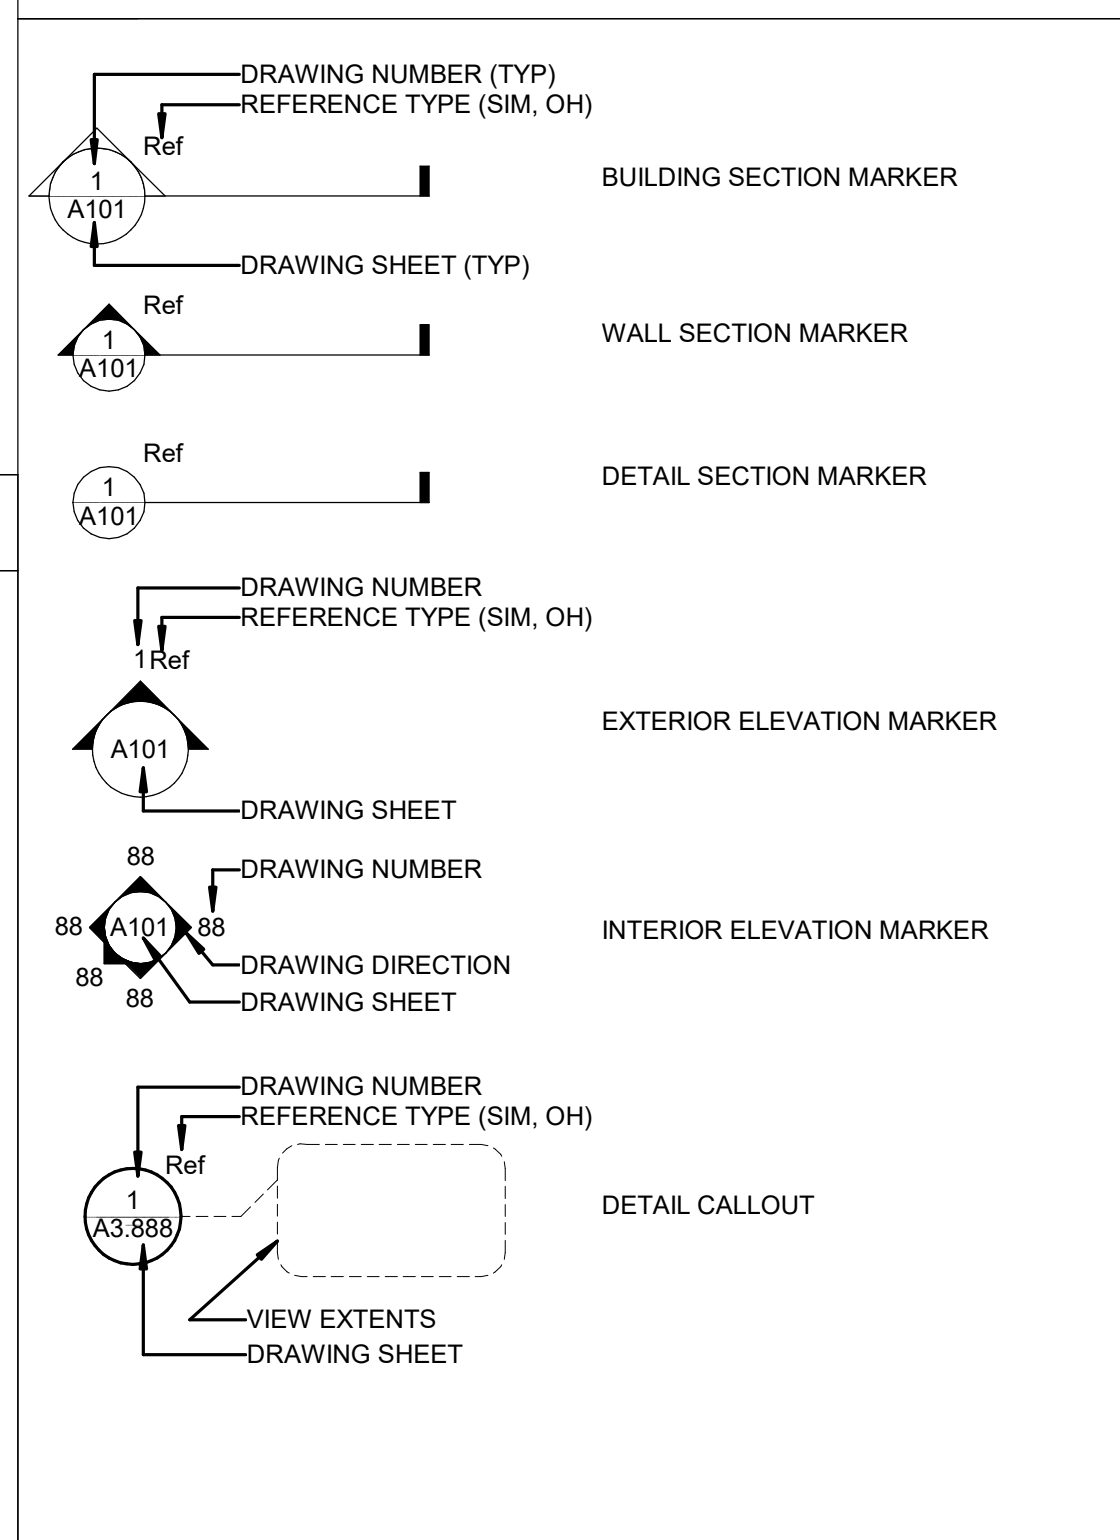 DRAWING NUMBER (TYP)
REFERENCE TYPE (SIM, OH)
Ref
1
A101
BUILDING SECTION MARKER
DRAWING SHEET (TYP)
Ref
1
A101
WALL SECTION MARKER
Ref
1
A101
DETAIL SECTION MARKER
DRAWING NUMBER
REFERENCE TYPE (SIM, OH)
1 Ref
A101
EXTERIOR ELEVATION MARKER
DRAWING SHEET
88
DRAWING NUMBER
88 A101 88
INTERIOR ELEVATION MARKER
DRAWING DIRECTION
88
88
DRAWING SHEET
DRAWING NUMBER
REFERENCE TYPE (SIM, OH)
Ref
1
A3.888
DETAIL CALLOUT
VIEW EXTENTS
DRAWING SHEET